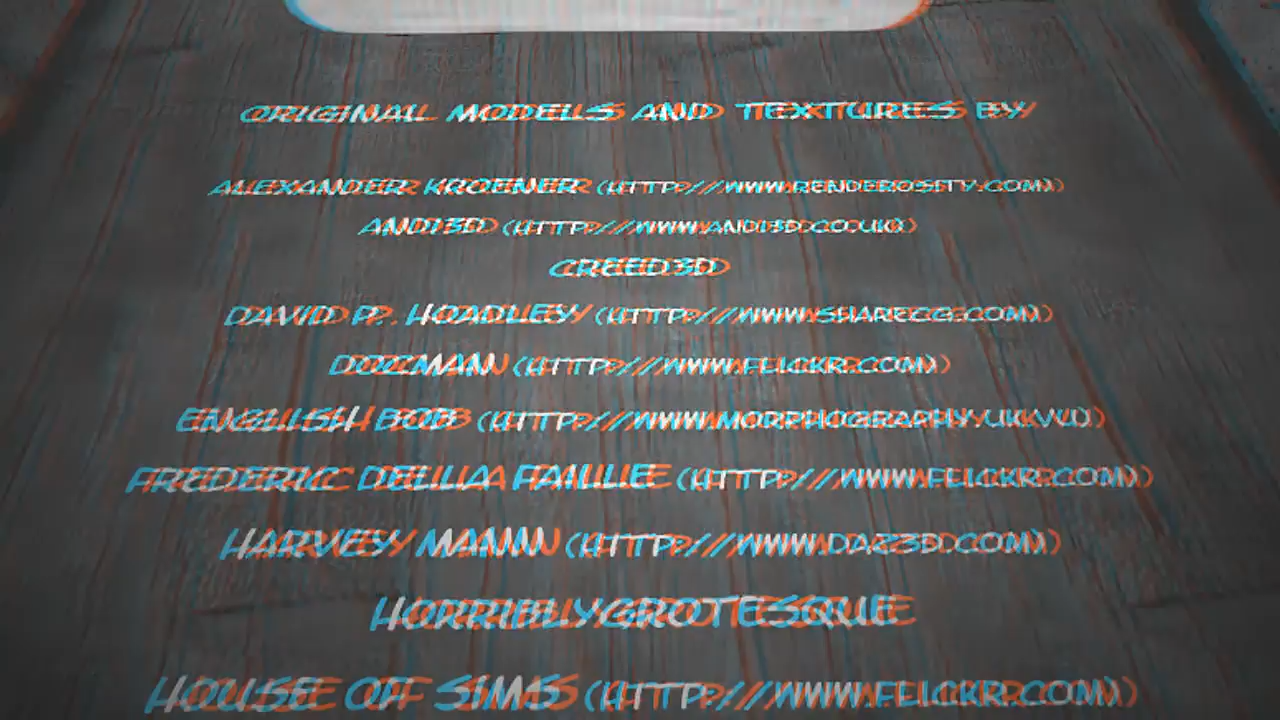 ORIGINAL MODELS AND TEXTURES BY
ALEXANDER KROENER (HTTP://WWW.RENDEROSITY.COM)
ANDI3D (HTTP://WWW.ANDI3D.CO.UK)
CREED3D
DAVID P. HOADLEY (HTTP://WWW.SHARECG.COM)
DOCMANN (HTTP://WWW.FLICKR.COM)
ENGLISH BOB (HTTP://WWW.MORPHOGRAPHY.UK.VU)
FREDERIC DELLA FAILLE (HTTP://WWW.FLICKR.COM)
HARVEY MANN (HTTP://WWW.DAZ3D.COM)
HORRIBLYGROTESQUE
HOUSE OF SIMS (HTTP://WWW.FLICKR.COM)